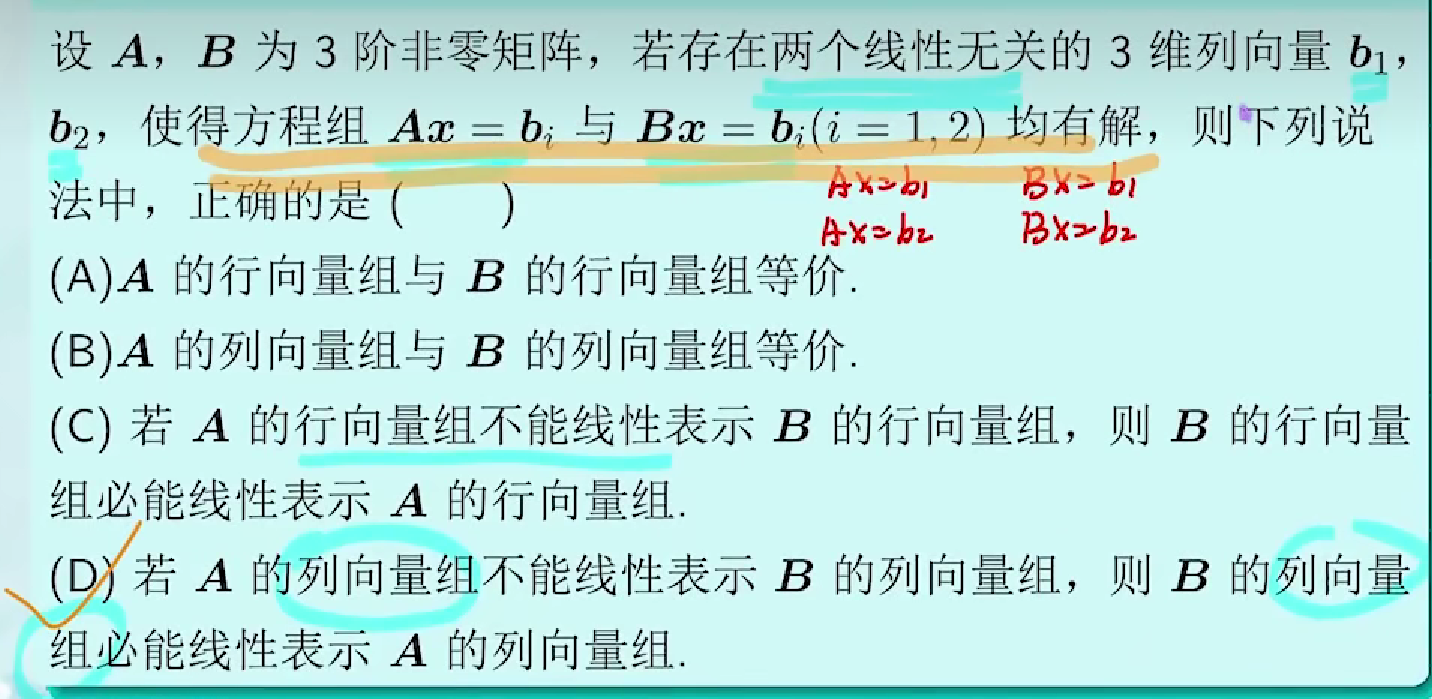 设 A，B 为 3 阶非零矩阵，若存在两个线性无关的 3 维列向量 b₁，
b₂，使得方程组 Ax = bᵢ 与 Bx = bᵢ(i = 1, 2) 均有解，则下列说
法中，正确的是 (      )
Ax=b₁ Bx=b₁
Ax=b₂ Bx=b₂
(A)A 的行向量组与 B 的行向量组等价.
(B)A 的列向量组与 B 的列向量组等价.
(C) 若 A 的行向量组不能线性表示 B 的行向量组，则 B 的行向量
组必能线性表示 A 的行向量组.
(D) 若 A 的列向量组不能线性表示 B 的列向量组，则 B 的列向量
组必能线性表示 A 的列向量组.